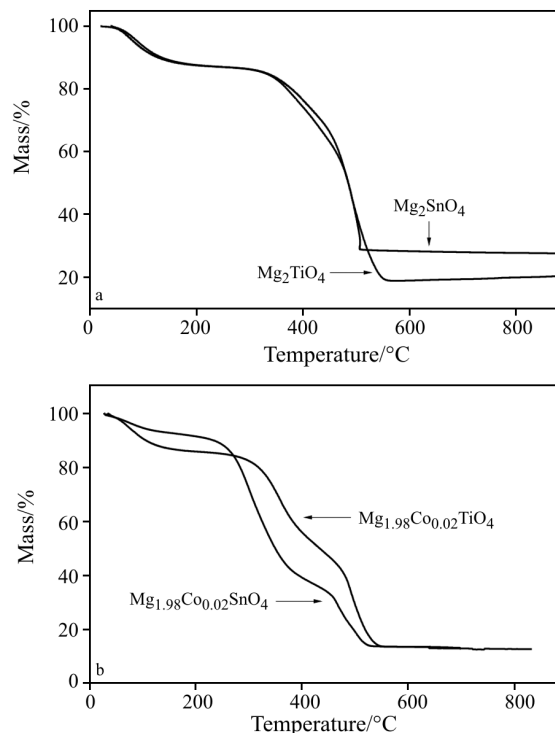 100
80
60
40
20
Mass/%
Mg₂SnO₄
Mg₂TiO₄
a
0 200 400 600 800
Temperature/°C
100
80
60
40
20
0
Mass/%
Mg₁.₉₈Co₀.₀₂TiO₄
Mg₁.₉₈Co₀.₀₂SnO₄
b
0 200 400 600 800
Temperature/°C